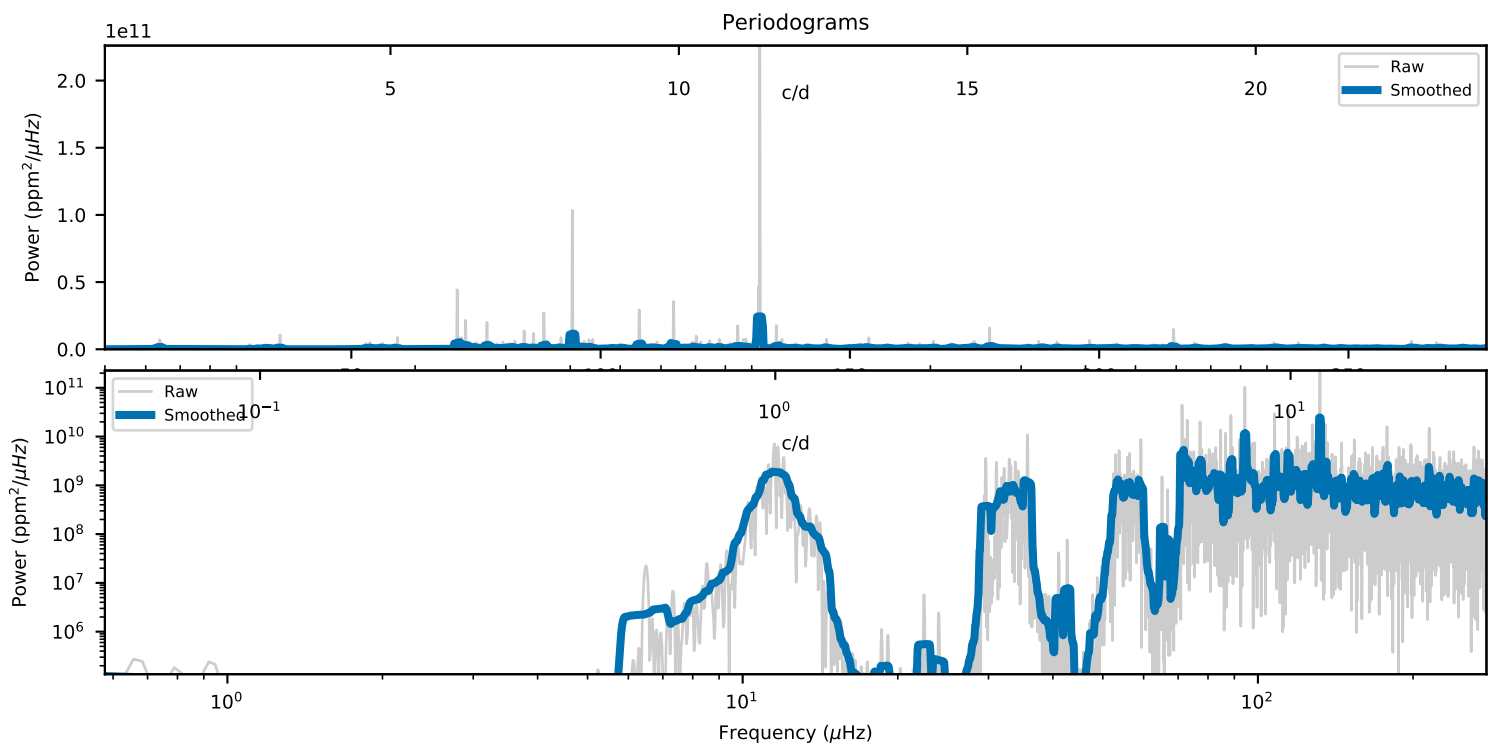 Periodograms
1e11
5 10 15 20
c/d
Raw
Smoothed
2.0
1.5
1.0
0.5
0.0
Power (ppm²/μHz)
Raw
Smoothed
10⁻¹ 10⁰ 10¹
c/d
10¹¹
10¹⁰
10⁹
10⁸
10⁷
10⁶
Power (ppm²/μHz)
10⁰ 10¹ 10²
Frequency (μHz)